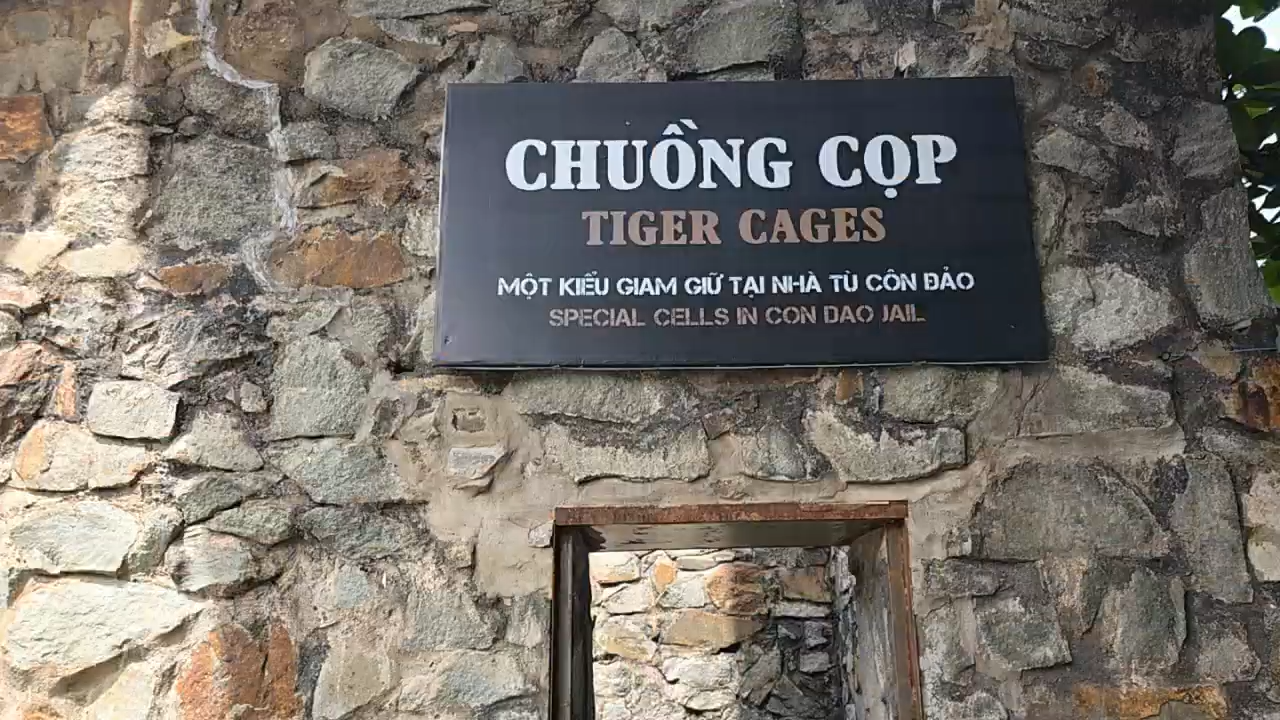 CHUỒNG CỌP
TIGER CAGES
MỘT KIỂU GIAM GIỮ TẠI NHÀ TÙ CÔN ĐẢO
SPECIAL CELLS IN CON DAO JAIL